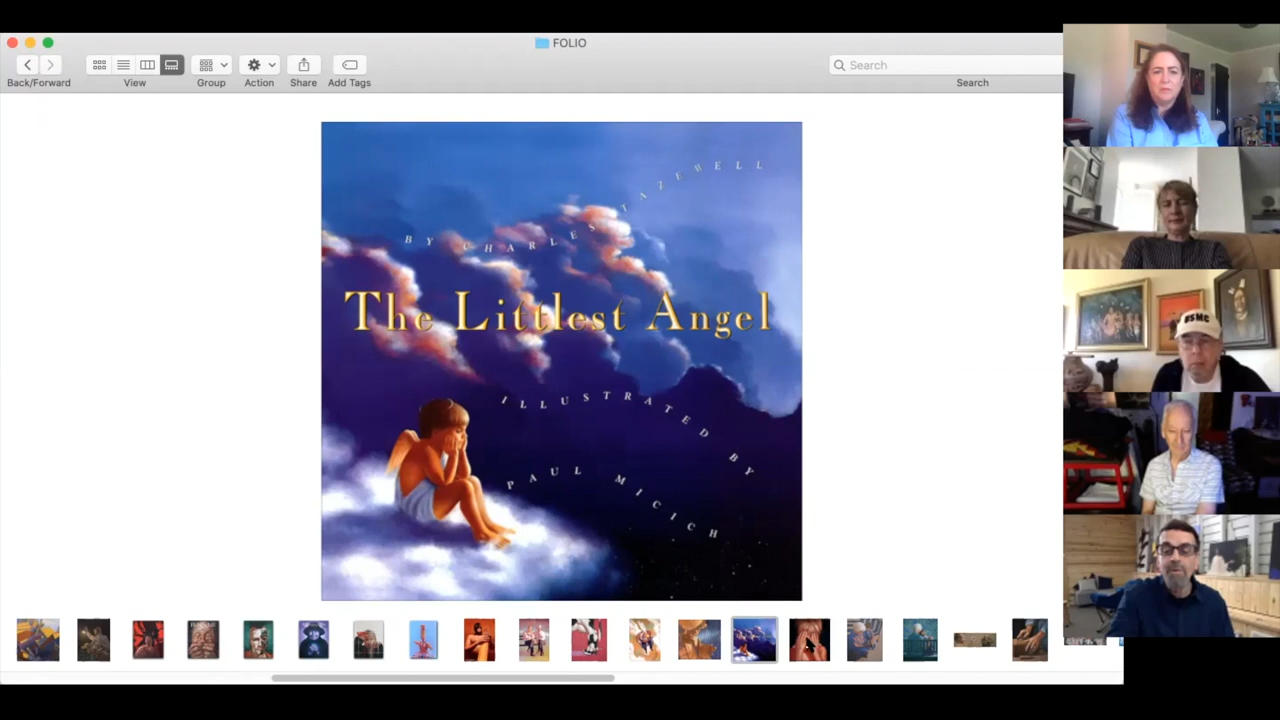 FOLIO
Back/Forward
View
Group
Action
Share
Add Tags
Search
Search
BY CHARLES TAZEWELL
The Littlest Angel
ILLUSTRATED BY
PAUL MICICH
USMC